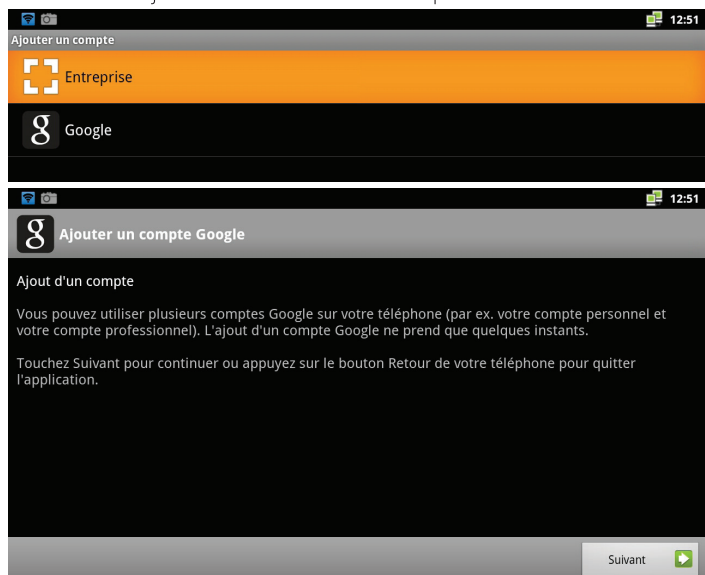 12:51
Ajouter un compte
Entreprise
Google
12:51
Ajouter un compte Google
Ajout d'un compte
Vous pouvez utiliser plusieurs comptes Google sur votre téléphone (par ex. votre compte personnel et
votre compte professionnel). L'ajout d'un compte Google ne prend que quelques instants.
Touchez Suivant pour continuer ou appuyez sur le bouton Retour de votre téléphone pour quitter
l'application.
Suivant